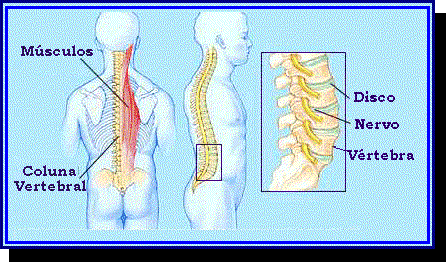 Músculos
Coluna
Vertebral
Disco
Nervo
Vértebra